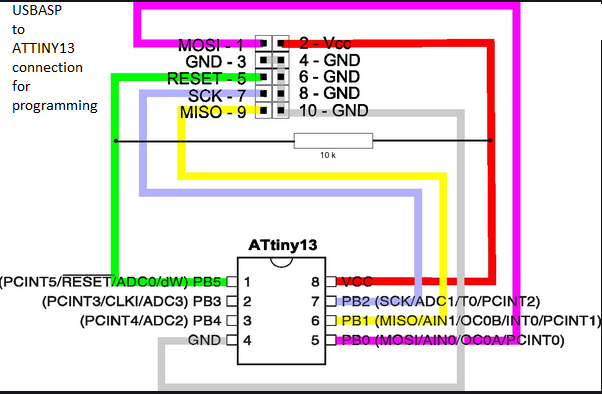 USBASP
to
ATTINY13
connection
for
programming
MOSI - 1
2 - Vcc
GND - 3
4 - GND
RESET - 5
6 - GND
SCK - 7
8 - GND
MISO - 9
10 - GND
10 k
ATtiny13
(PCINT5/RESET/ADC0/dW) PB5 1
8 VCC
(PCINT3/CLKI/ADC3) PB3 2
7 PB2 (SCK/ADC1/T0/PCINT2)
(PCINT4/ADC2) PB4 3
6 PB1 (MISO/AIN1/OC0B/INT0/PCINT1)
GND 4
5 PB0 (MOSI/AIN0/OC0A/PCINT0)